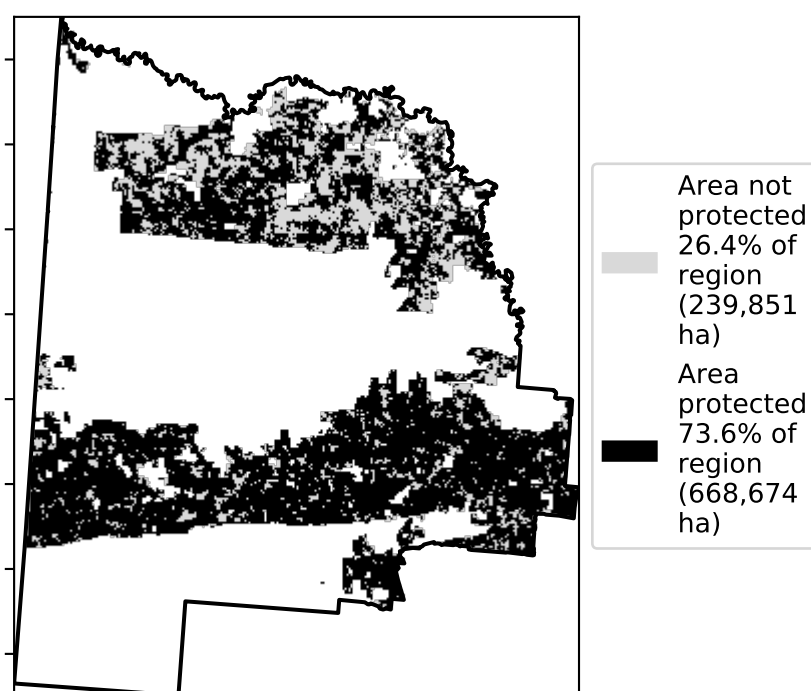 Area not
protected
26.4% of
region
(239,851
ha)
Area
protected
73.6% of
region
(668,674
ha)